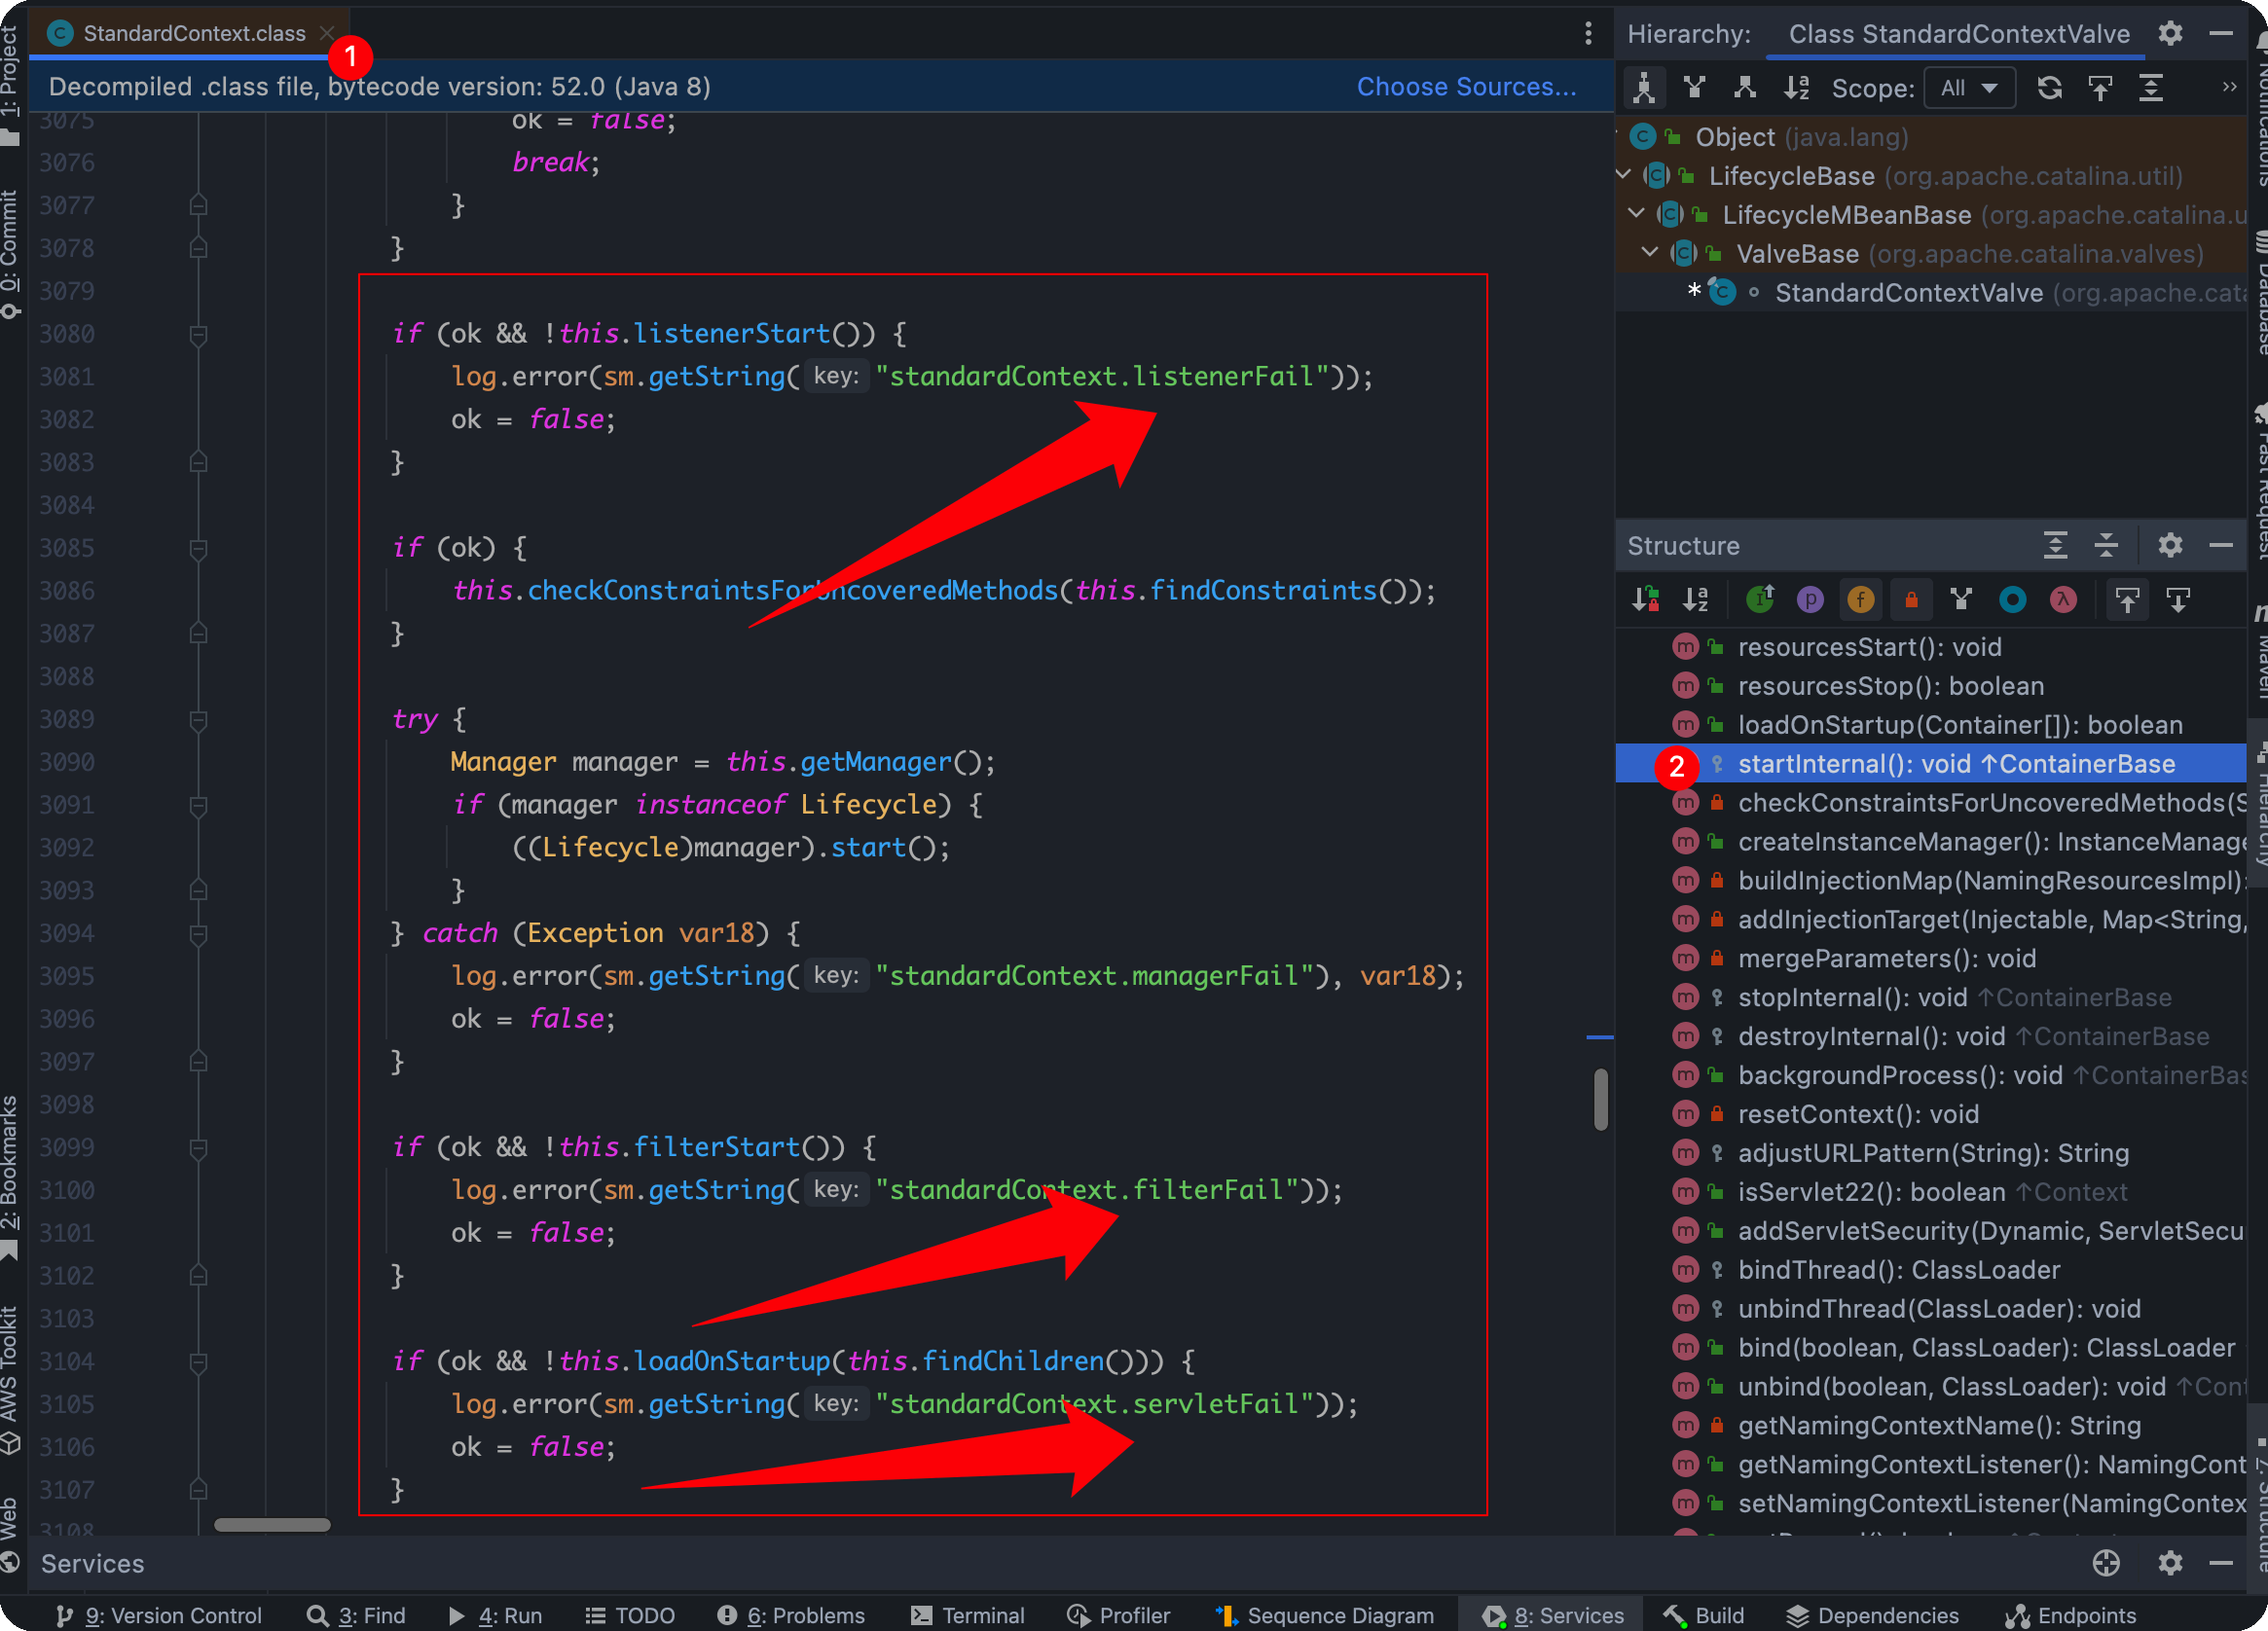 StandardContext.class
1
Decompiled .class file, bytecode version: 52.0 (Java 8)
Choose Sources...
3075 ok = false;
3076 break;
3077 }
3078 }
3079
3080 if (ok && !this.listenerStart()) {
3081 log.error(sm.getString( key: "standardContext.listenerFail"));
3082 ok = false;
3083 }
3084
3085 if (ok) {
3086 this.checkConstraintsForUncoveredMethods(this.findConstraints());
3087 }
3088
3089 try {
3090 Manager manager = this.getManager();
3091 if (manager instanceof Lifecycle) {
3092 ((Lifecycle)manager).start();
3093 }
3094 } catch (Exception var18) {
3095 log.error(sm.getString( key: "standardContext.managerFail"), var18);
3096 ok = false;
3097 }
3098
3099 if (ok && !this.filterStart()) {
3100 log.error(sm.getString( key: "standardContext.filterFail"));
3101 ok = false;
3102 }
3103
3104 if (ok && !this.loadOnStartup(this.findChildren())) {
3105 log.error(sm.getString( key: "standardContext.servletFail"));
3106 ok = false;
3107 }
3108
1: Project
0: Commit
2: Bookmarks
AWS Toolkit
Web
Hierarchy: Class StandardContextValve
Scope: All
Object (java.lang)
LifecycleBase (org.apache.catalina.util)
LifecycleMBeanBase (org.apache.catalina.u
ValveBase (org.apache.catalina.valves)
* StandardContextValve (org.apache.cata
Structure
resourcesStart(): void
resourcesStop(): boolean
loadOnStartup(Container[]): boolean
2 startInternal(): void ↑ContainerBase
checkConstraintsForUncoveredMethods(S
createInstanceManager(): InstanceManage
buildInjectionMap(NamingResourcesImpl):
addInjectionTarget(Injectable, Map<String,
mergeParameters(): void
stopInternal(): void ↑ContainerBase
destroyInternal(): void ↑ContainerBase
backgroundProcess(): void ↑ContainerBas
resetContext(): void
adjustURLPattern(String): String
isServlet22(): boolean ↑Context
addServletSecurity(Dynamic, ServletSecu
bindThread(): ClassLoader
unbindThread(ClassLoader): void
bind(boolean, ClassLoader): ClassLoader
unbind(boolean, ClassLoader): void ↑Cont
getNamingContextName(): String
getNamingContextListener(): NamingCont
setNamingContextListener(NamingContex
Notifications
Database
Fast Request
Maven
Hierarchy
7: Structure
Services
9: Version Control
3: Find
4: Run
TODO
6: Problems
Terminal
Profiler
Sequence Diagram
8: Services
Build
Dependencies
Endpoints